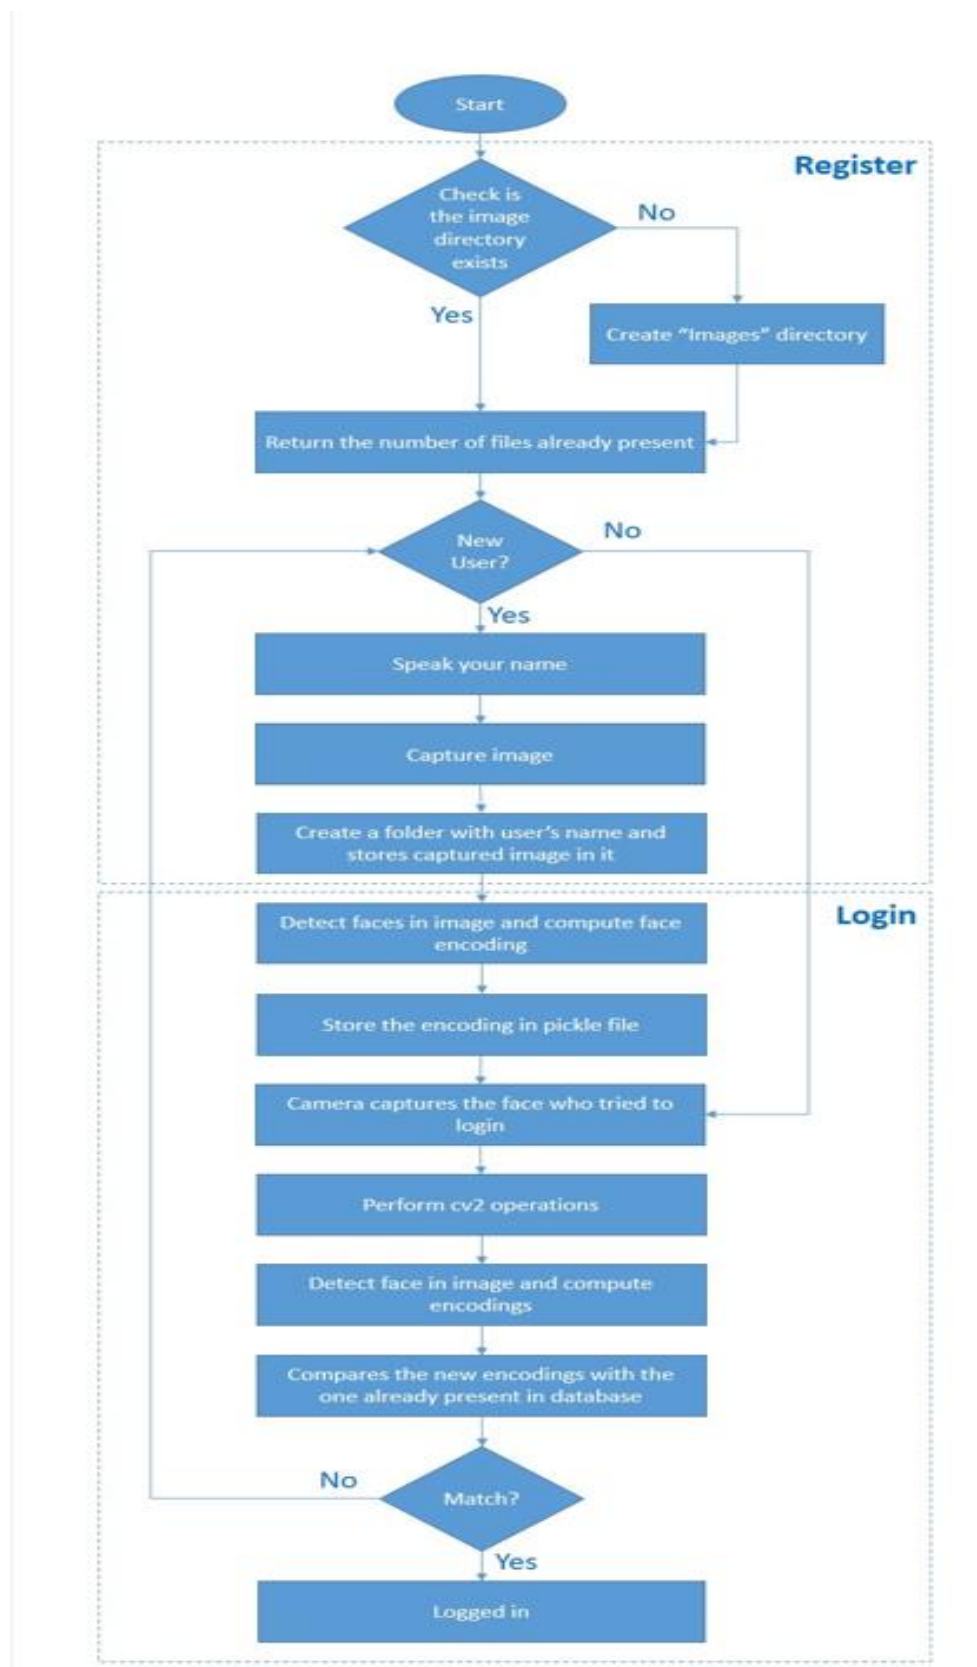 Start
Register
Check is
the image
directory
exists
No
Yes
Create “Images” directory
Return the number of files already present
New
User?
No
Yes
Speak your name
Capture image
Create a folder with user’s name and
stores captured image in it
Login
Detect faces in image and compute face
encoding
Store the encoding in pickle file
Camera captures the face who tried to
login
Perform cv2 operations
Detect face in image and compute
encodings
Compares the new encodings with the
one already present in database
No
Match?
Yes
Logged in